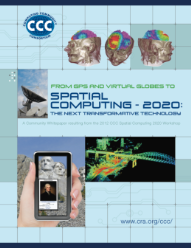 CCC
FROM GPS AND VIRTUAL GLOBES TO
SPATIAL
COMPUTING - 2020:
THE NEXT TRANSFORMATIVE TECHNOLOGY
www.cra.org/ccc/